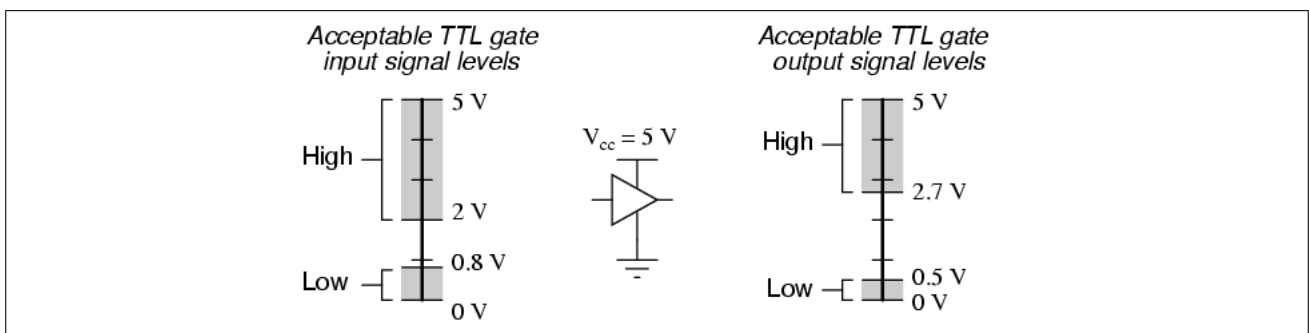 Acceptable TTL gate
input signal levels
High
5 V
2 V
Low
0.8 V
0 V
V_cc = 5 V
Acceptable TTL gate
output signal levels
High
5 V
2.7 V
Low
0.5 V
0 V